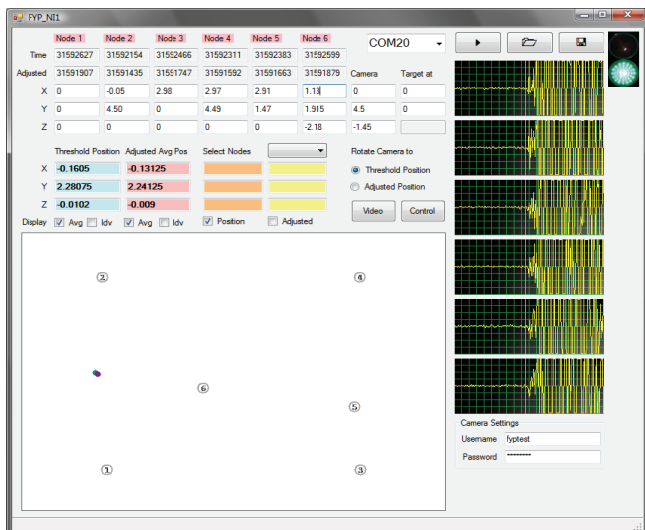 FYP_NI1
Node 1 Node 2 Node 3 Node 4 Node 5 Node 6 COM20
Time 31592627 31592154 31592466 31592311 31592383 31592599
Adjusted 31591907 31591435 31591747 31591592 31591663 31591879 Camera Target at
X 0 -0.05 2.98 2.97 2.91 1.13 0 0
Y 0 4.50 0 4.49 1.47 1.915 4.5 0
Z 0 0 0 0 0 -2.18 -1.45
Threshold Position Adjusted Avg Pos Select Nodes Rotate Camera to
X -0.1605 -0.13125 Threshold Position
Y 2.28075 2.24125 Adjusted Position
Z -0.0102 -0.009 Video Control
Display Avg Idv Avg Idv Position Adjusted
2 4
6
5
1 3
Camera Settings
Username fyptest
Password ********